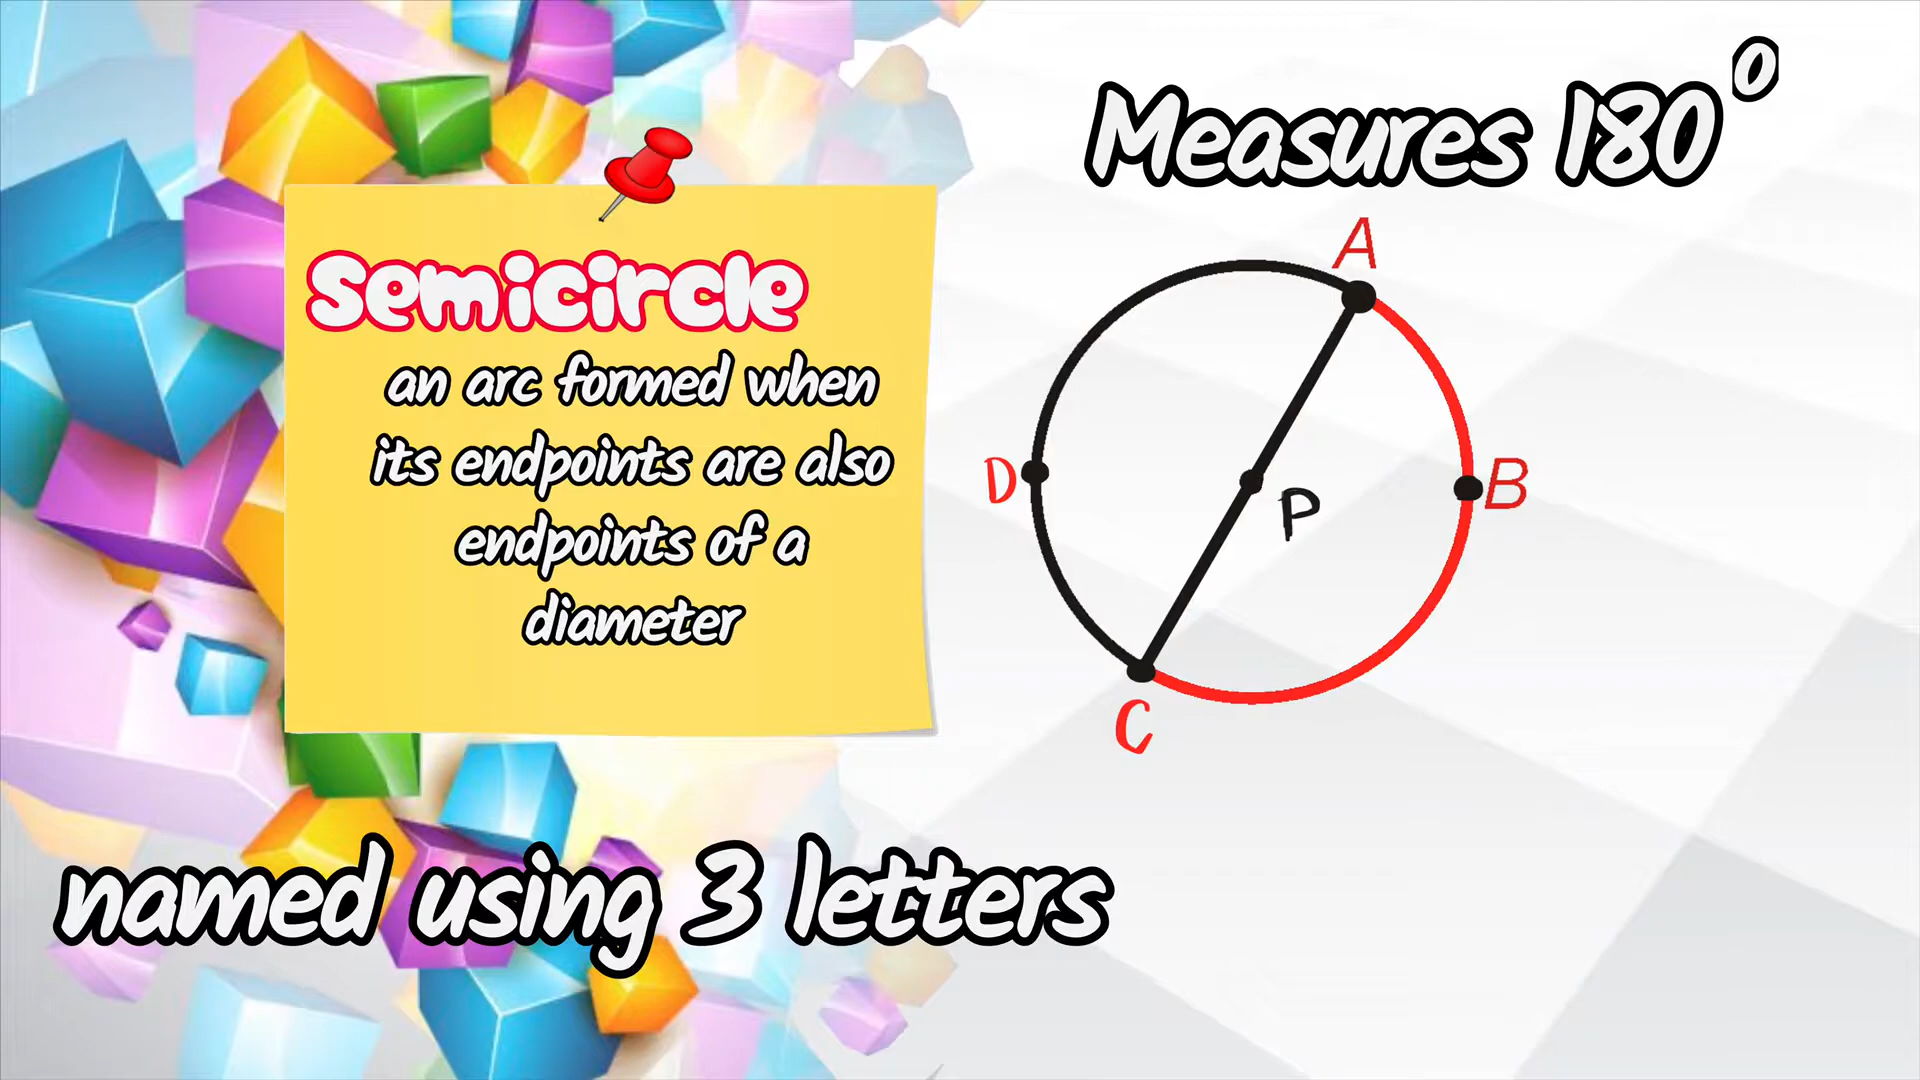 Measures 180°
Semicircle
an arc formed when
its endpoints are also
endpoints of a
diameter
A
D
B
P
C
named using 3 letters